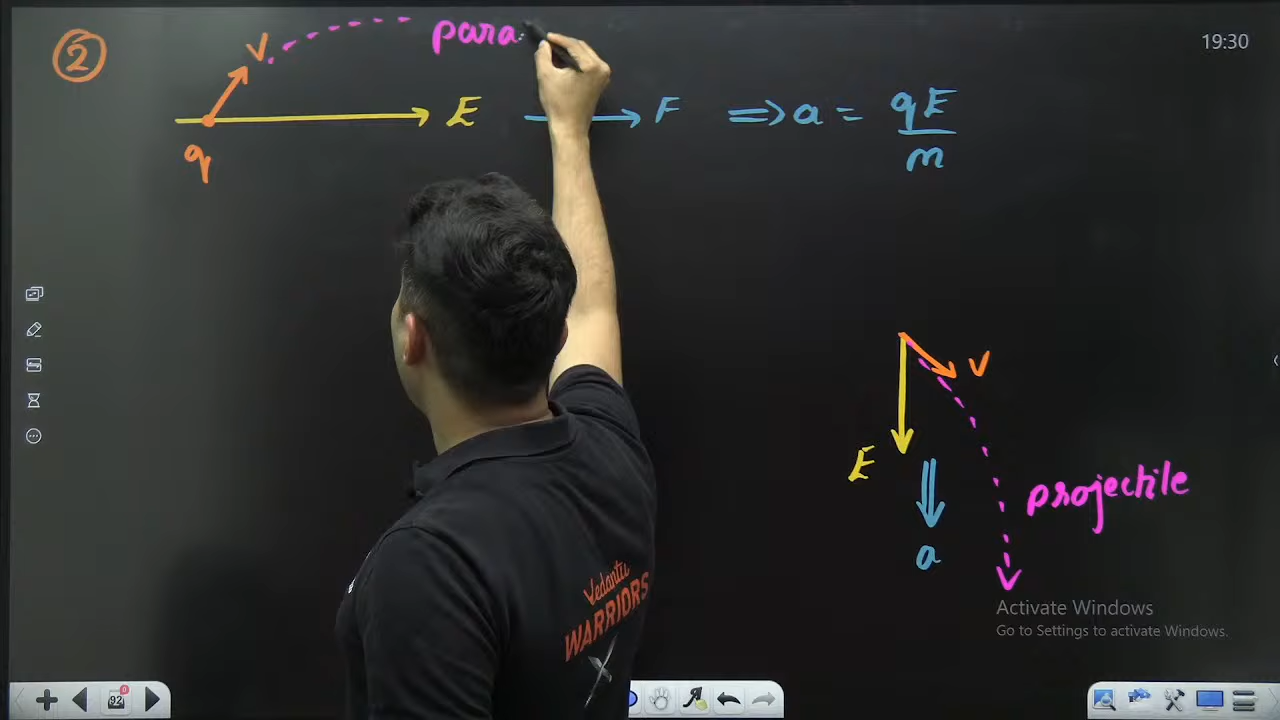 ② V para 19:30
E F ⇒ a = qE/m
q
V
E projectile
a
Activate Windows
Go to Settings to activate Windows.
Vedantu
WARRIORS
92